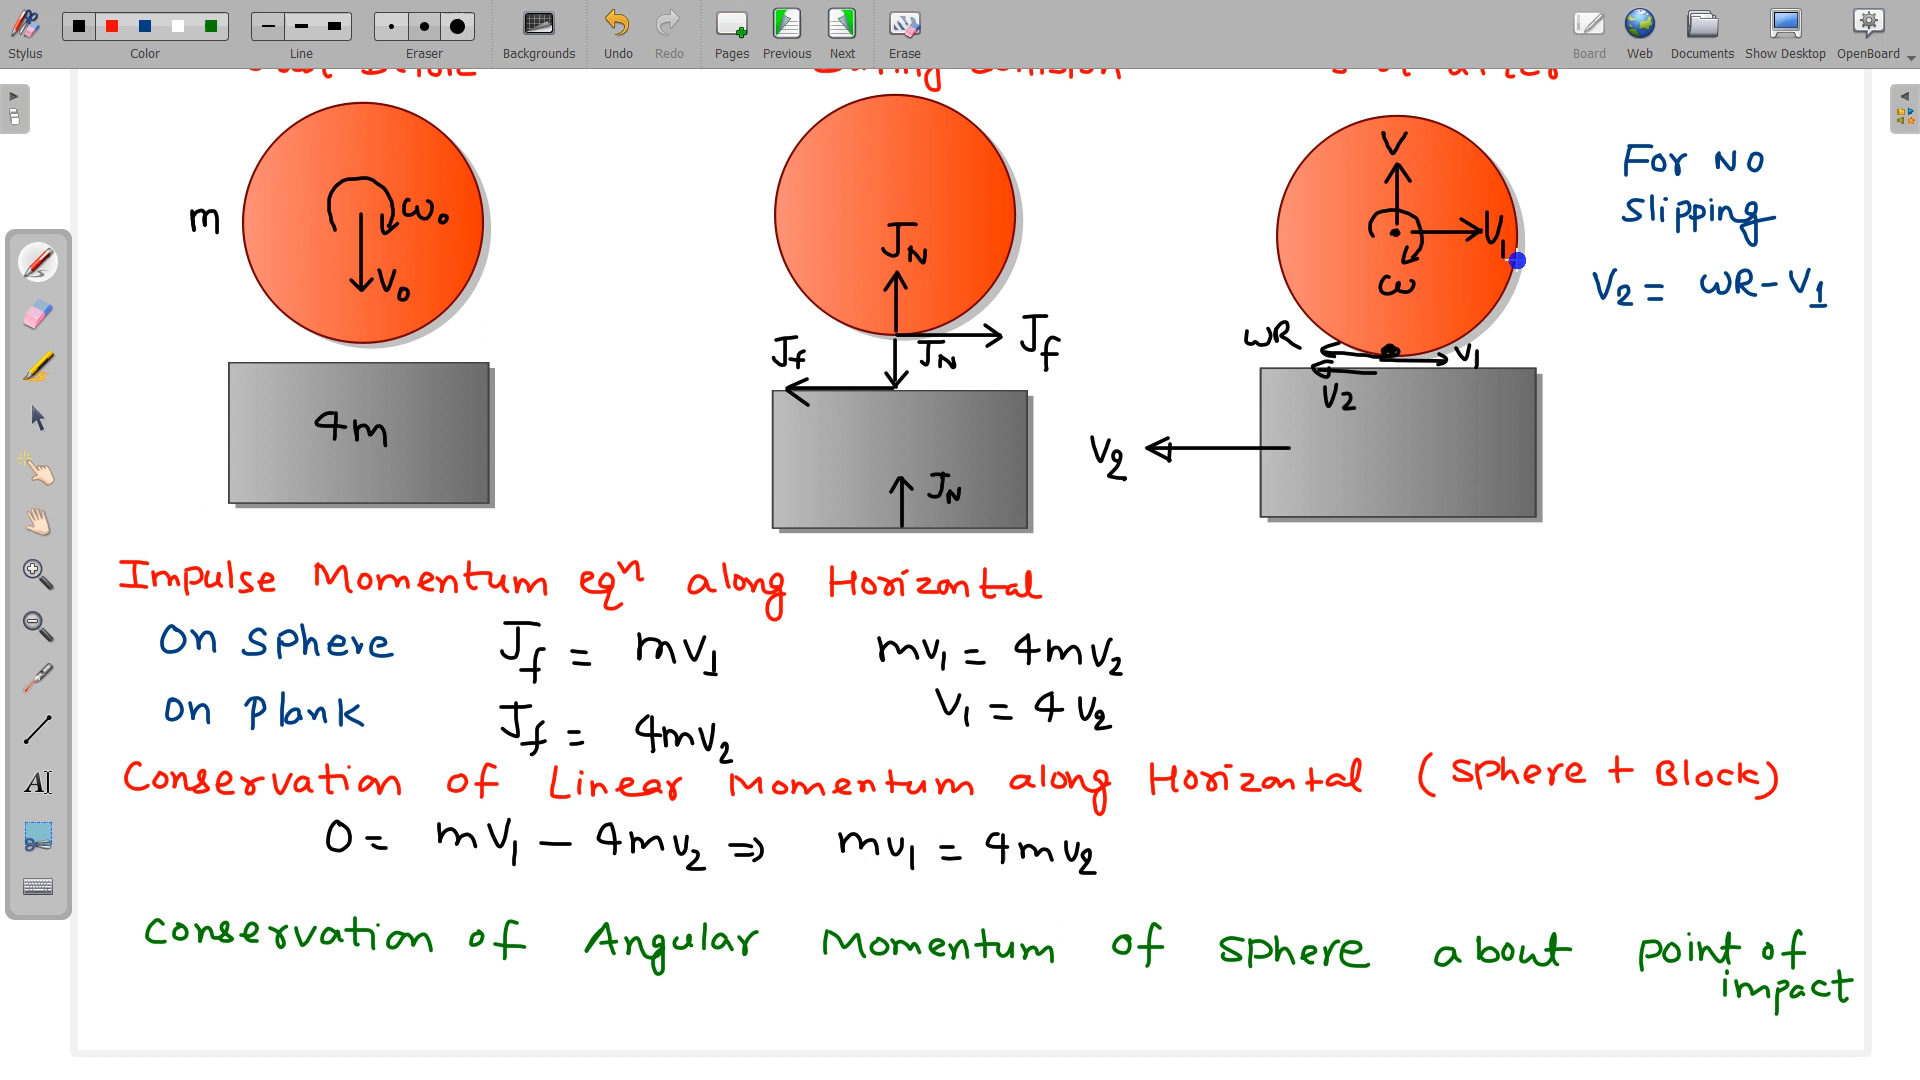 Stylus
Color
Line
Eraser
Backgrounds
Undo
Redo
Pages
Previous
Next
Erase
Board
Web
Documents
Show Desktop
OpenBoard
During Collision
m
ω₀
V₀
4m
J_N
J_f
J_f
J_N
J_N
V
V₁
ω
ωR
V₁
V₂
V₂
For No
Slipping
V₂ = ωR - V₁
Impulse Momentum eqⁿ along Horizontal
On Sphere J_f = mV₁ mV₁ = 4mV₂
On Plank J_f = 4mV₂ V₁ = 4V₂
Conservation of Linear Momentum along Horizontal (Sphere + Block)
0 = mV₁ - 4mV₂ ⇒ mV₁ = 4mV₂
Conservation of Angular Momentum of sphere about point of
impact
AI